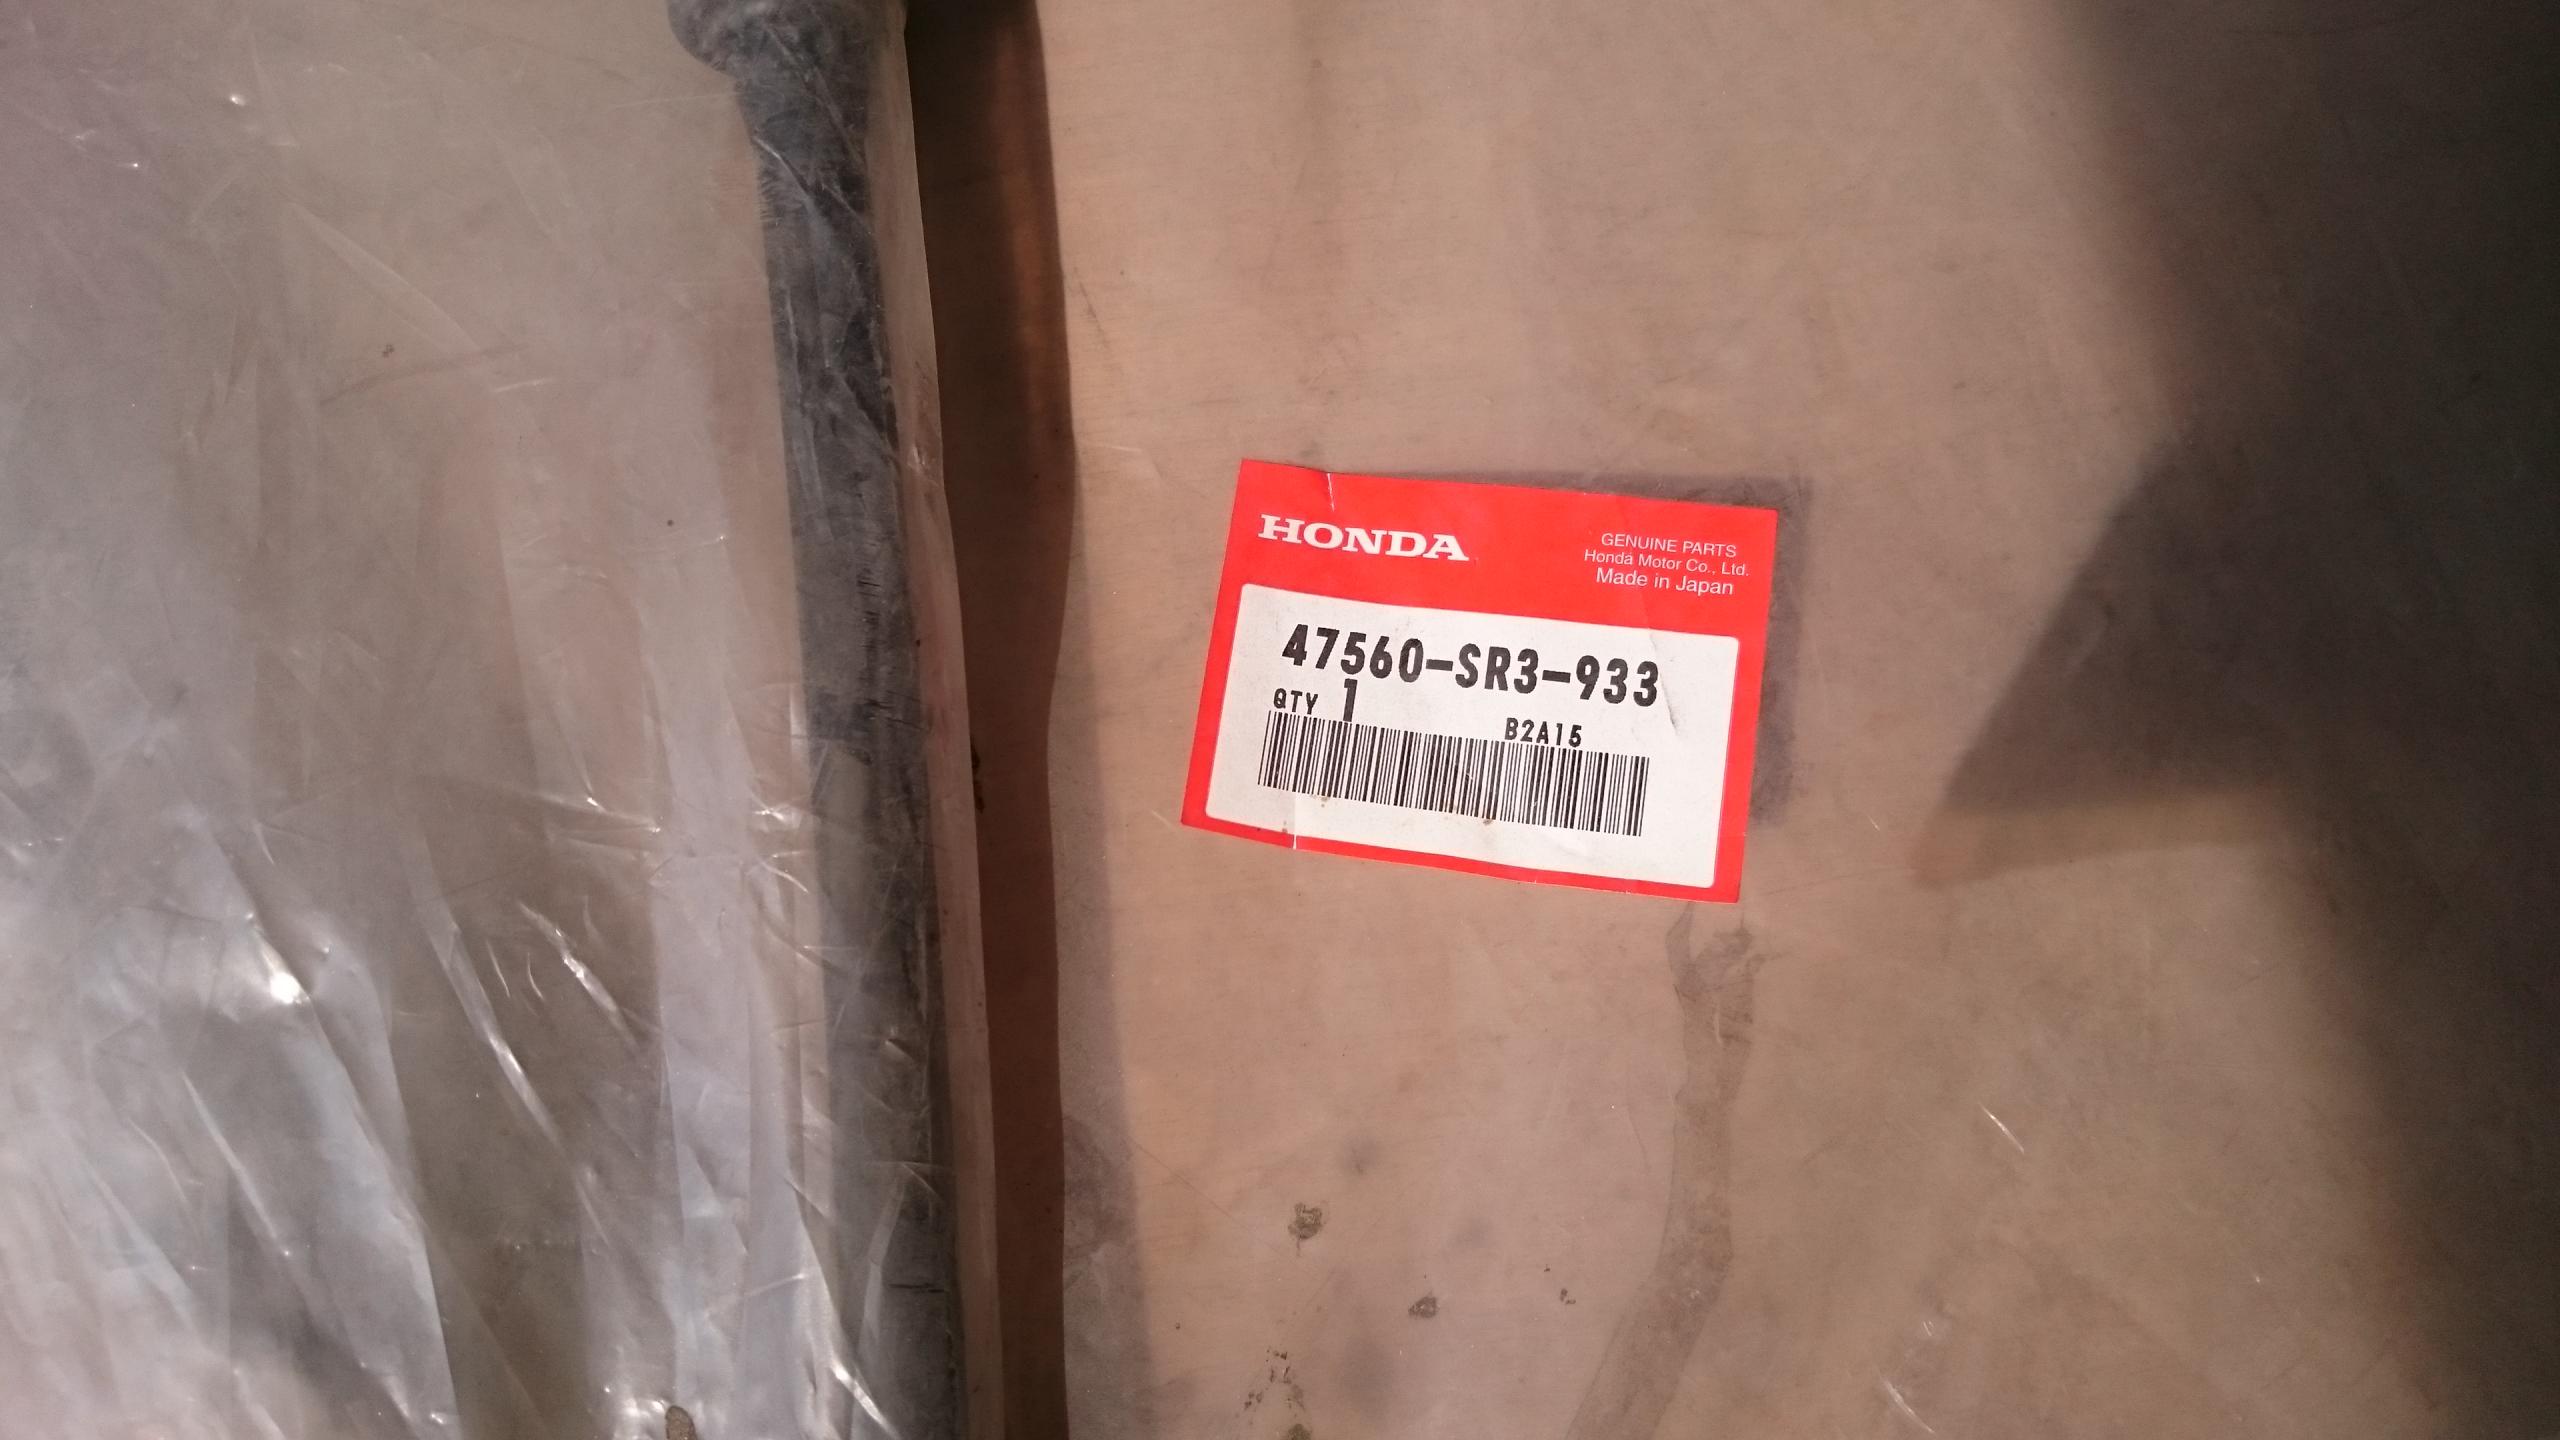 HONDA
GENUINE PARTS
Honda Motor Co., Ltd.
Made in Japan
47560-SR3-933
QTY 1
B2A15